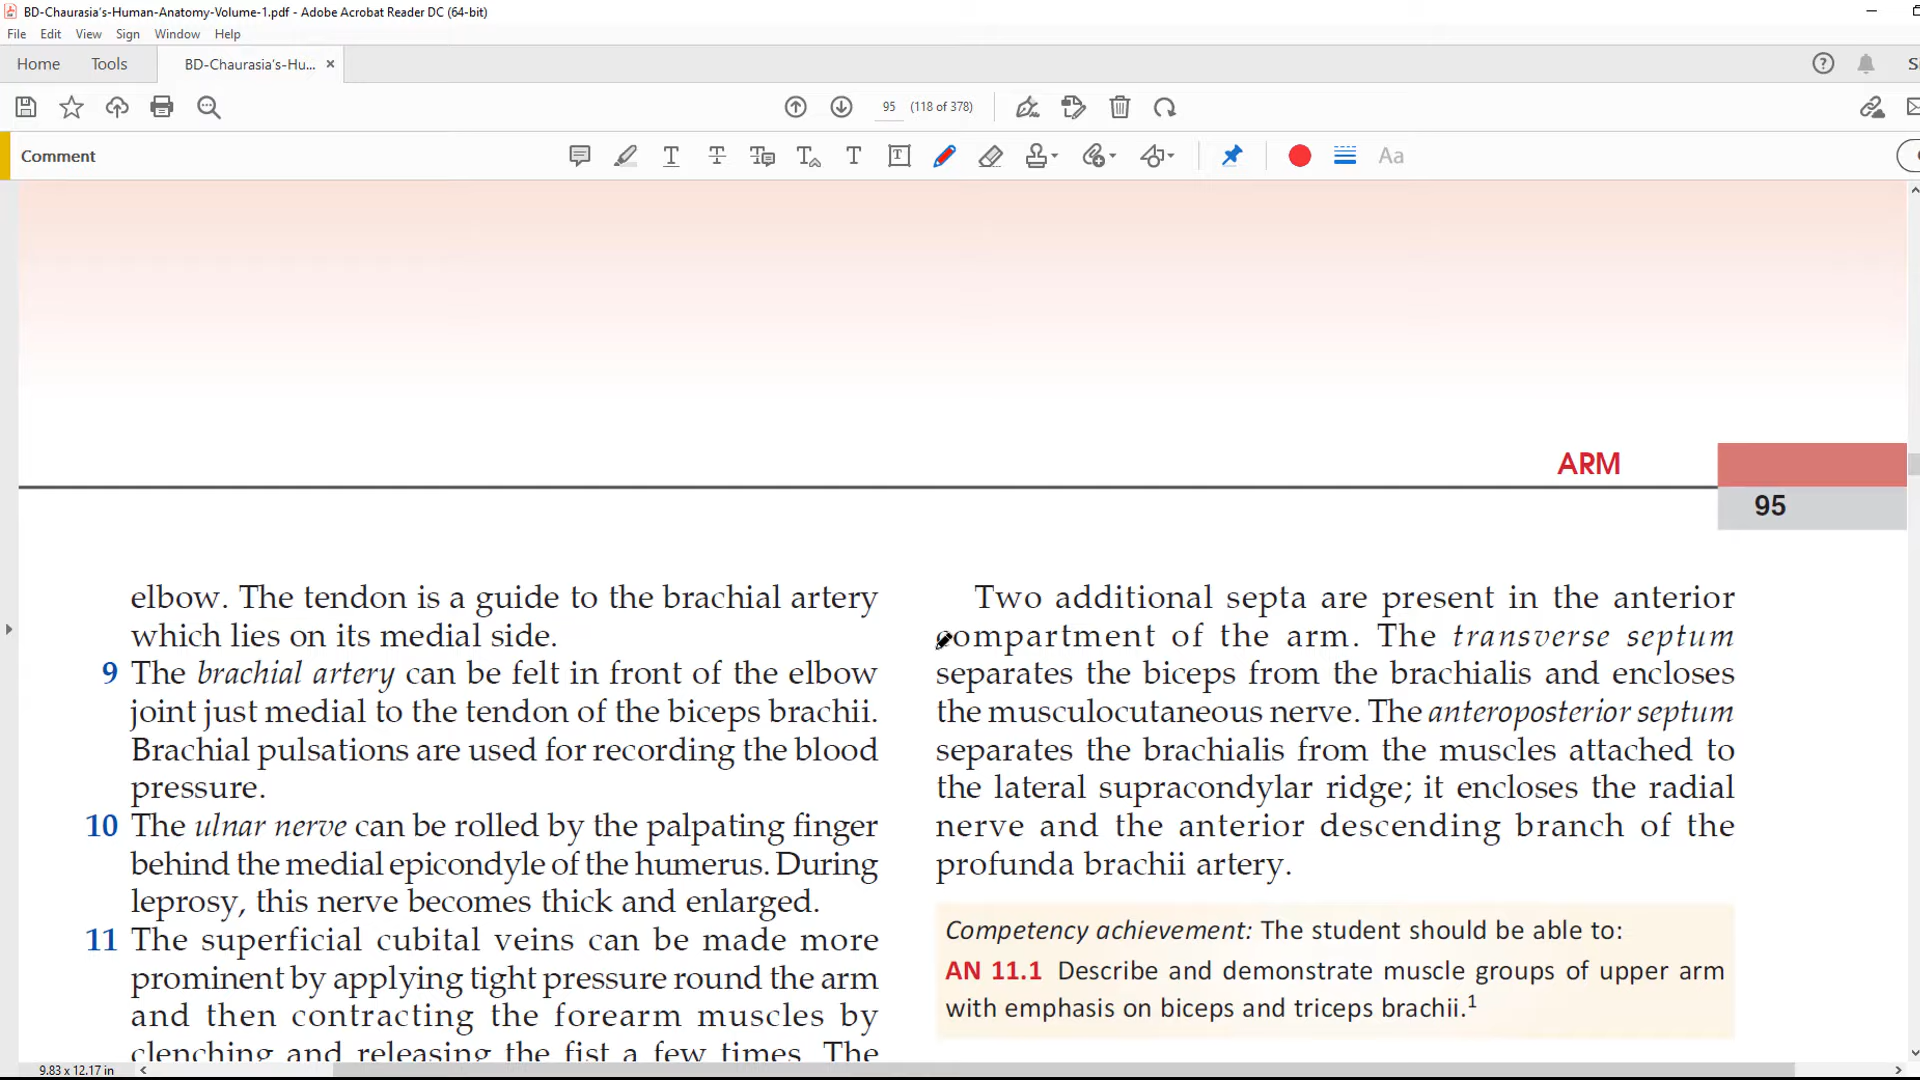 BD-Chaurasia's-Human-Anatomy-Volume-1.pdf - Adobe Acrobat Reader DC (64-bit)
File Edit View Sign Window Help
Home Tools BD-Chaurasia's-Hu... ×
95 (118 of 378)
Comment
Aa
ARM
95
elbow. The tendon is a guide to the brachial artery
which lies on its medial side.
9 The brachial artery can be felt in front of the elbow
joint just medial to the tendon of the biceps brachii.
Brachial pulsations are used for recording the blood
pressure.
10 The ulnar nerve can be rolled by the palpating finger
behind the medial epicondyle of the humerus. During
leprosy, this nerve becomes thick and enlarged.
11 The superficial cubital veins can be made more
prominent by applying tight pressure round the arm
and then contracting the forearm muscles by
clenching and releasing the fist a few times. The
Two additional septa are present in the anterior
compartment of the arm. The transverse septum
separates the biceps from the brachialis and encloses
the musculocutaneous nerve. The anteroposterior septum
separates the brachialis from the muscles attached to
the lateral supracondylar ridge; it encloses the radial
nerve and the anterior descending branch of the
profunda brachii artery.
Competency achievement: The student should be able to:
AN 11.1 Describe and demonstrate muscle groups of upper arm
with emphasis on biceps and triceps brachii.1
9.83 x 12.17 in